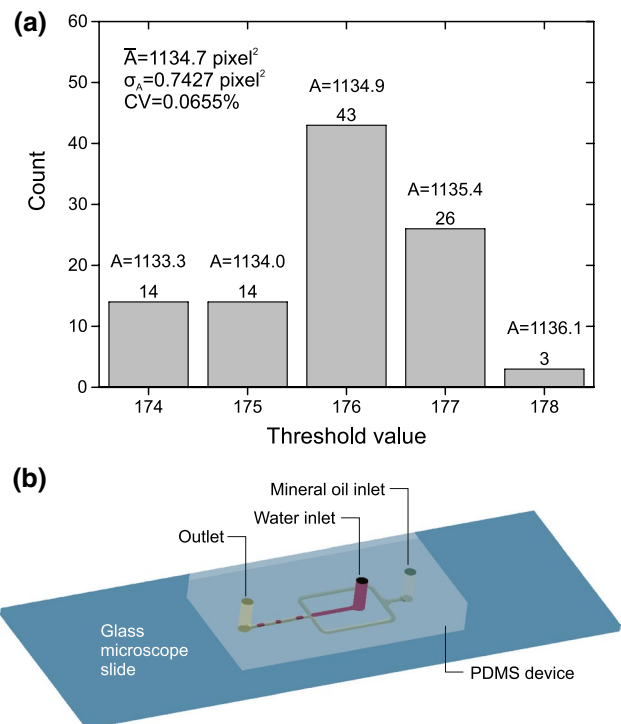 (a)
60
50
40
30
20
10
0
Count
A̅=1134.7 pixel²
σ_A=0.7427 pixel²
CV=0.0655%
A=1133.3
14
A=1134.0
14
A=1134.9
43
A=1135.4
26
A=1136.1
3
174 175 176 177 178
Threshold value
(b)
Mineral oil inlet
Water inlet
Outlet
Glass
microscope
slide
PDMS device